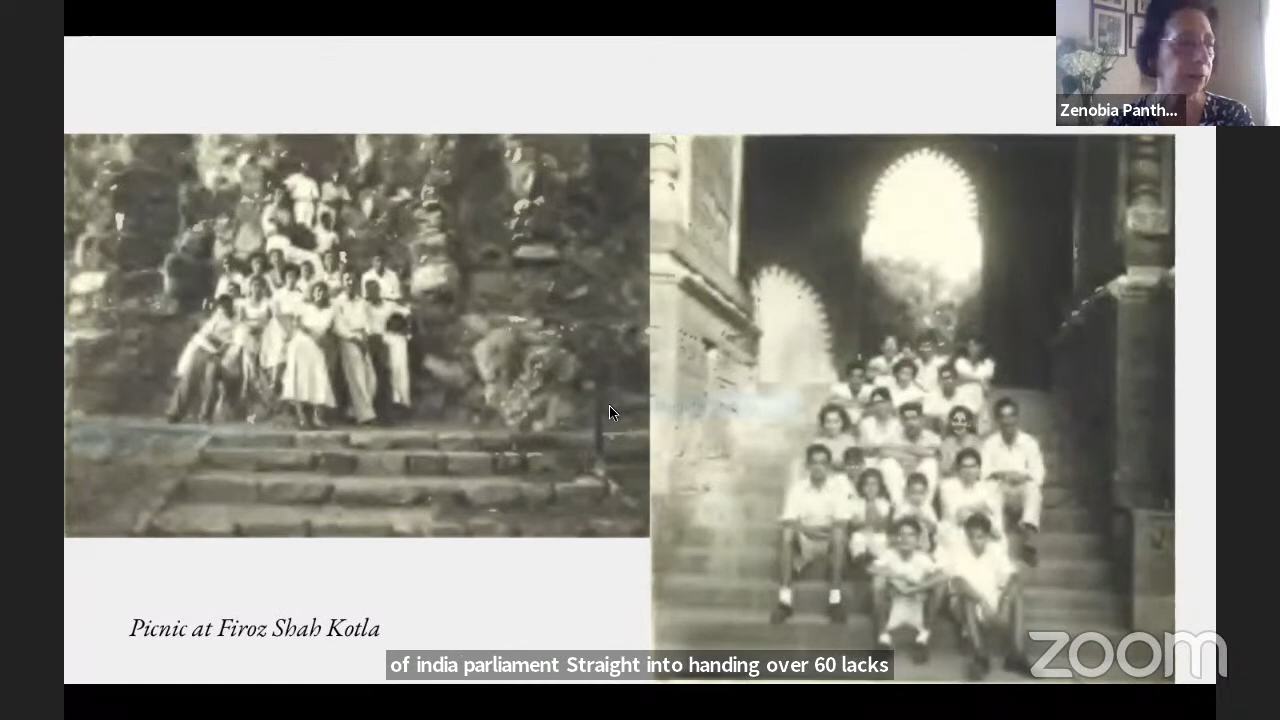 Zenobia Panth...
Picnic at Firoz Shah Kotla
of india parliament Straight into handing over 60 lacks
zoom